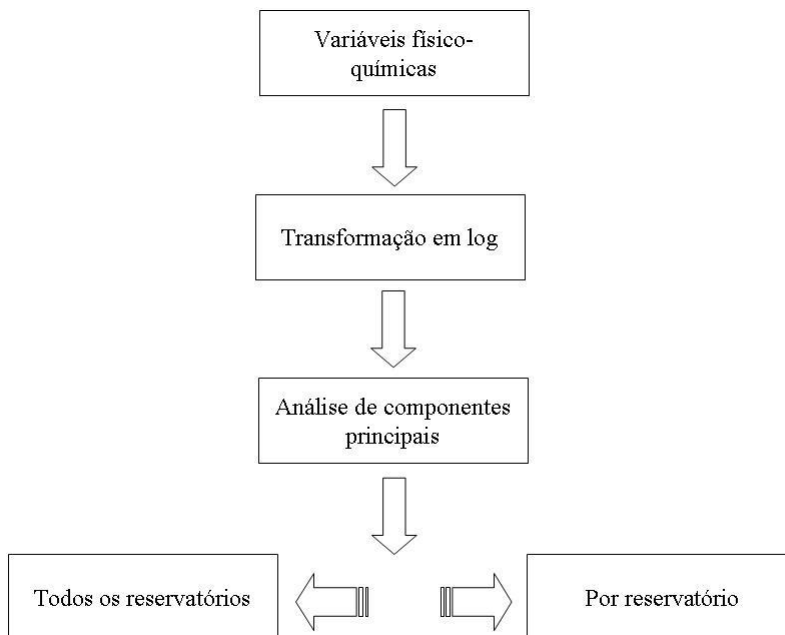 Variáveis físico-
químicas
Transformação em log
Análise de componentes
principais
Todos os reservatórios
Por reservatório